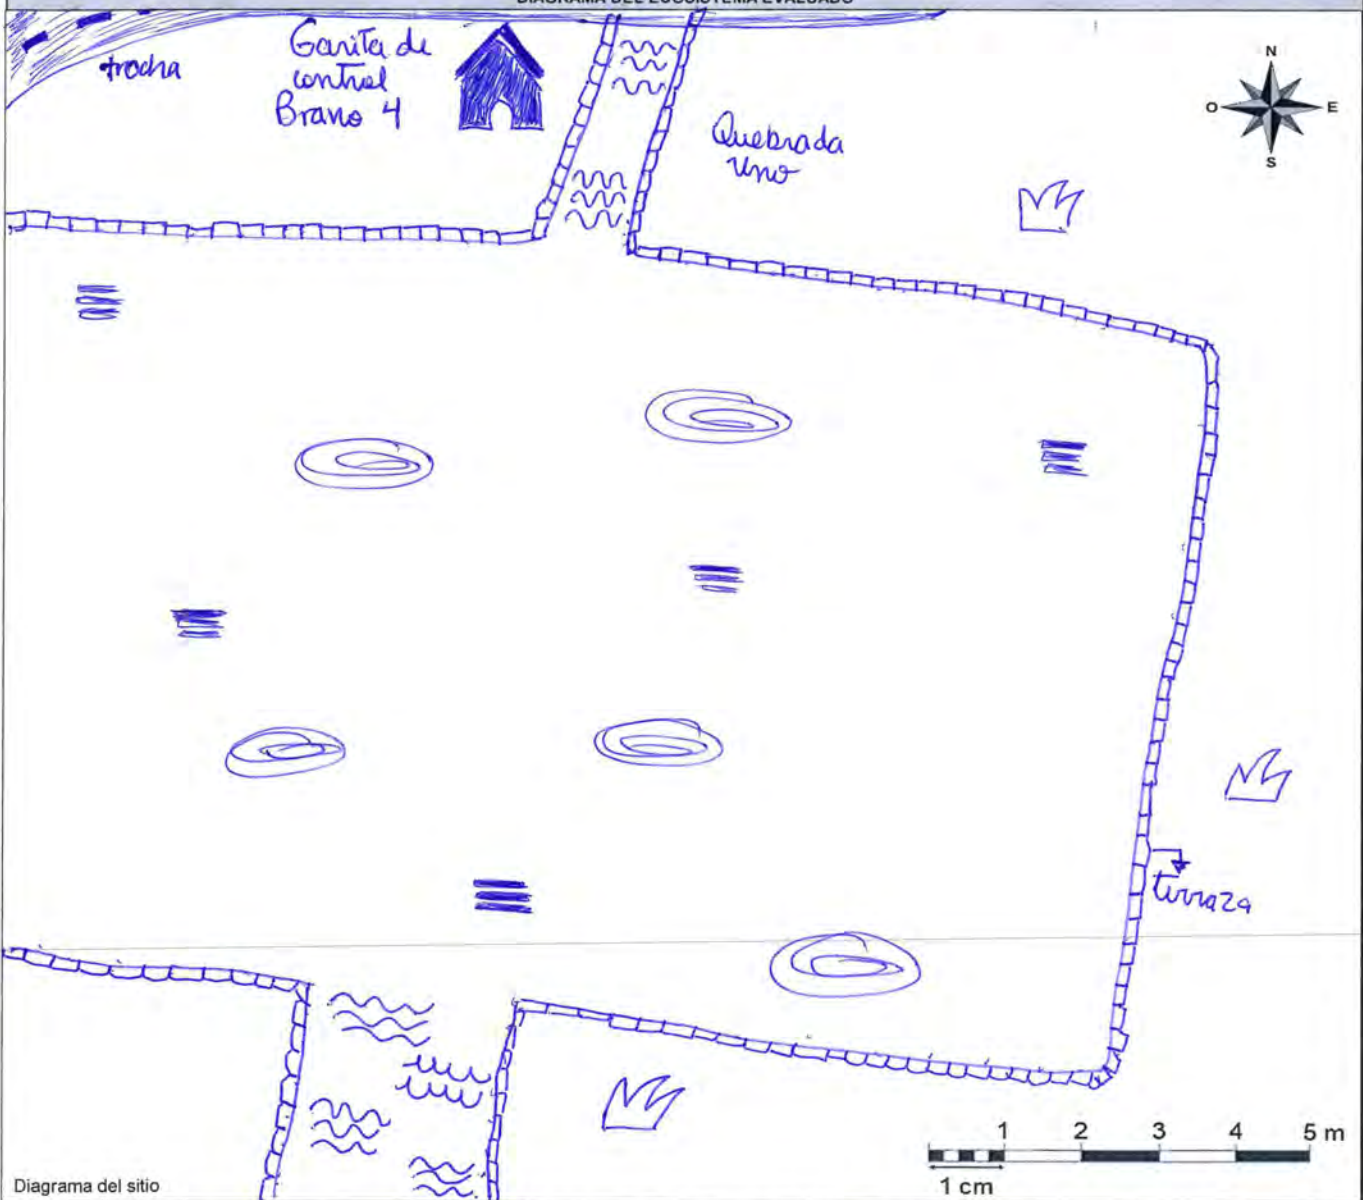 DIAGRAMA DEL ECOSISTEMA EVALUADO
trocha
Garita de
control
Bravo 4
Quebrada
Uno
N
O
E
S
terraza
1 2 3 4 5 m
1 cm
Diagrama del sitio